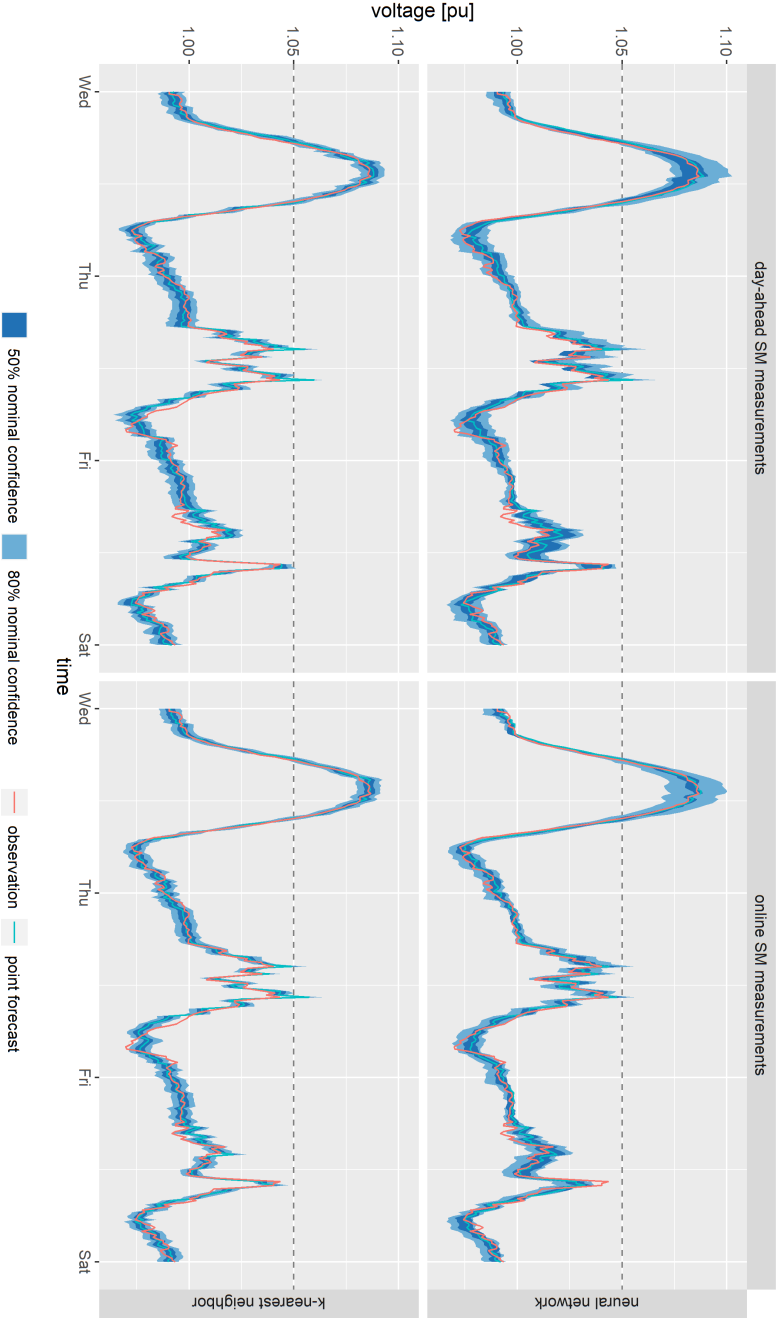 day-ahead SM measurements
online SM measurements
voltage [pu]
1.10
1.05
1.00
neural network
1.10
1.05
1.00
k-nearest neighbor
Wed Thu Fri Sat
Wed Thu Fri Sat
time
50% nominal confidence 80% nominal confidence observation point forecast